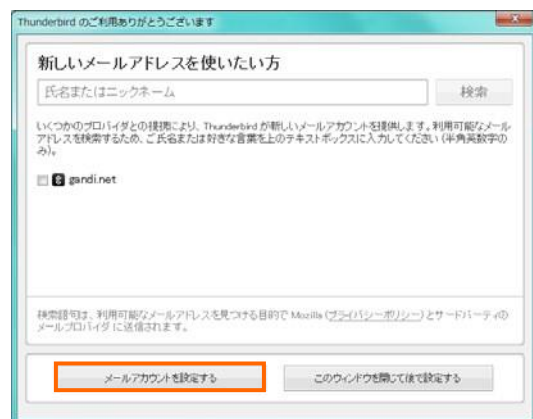 Thunderbird のご利用ありがとうございます
新しいメールアドレスを使いたい方
氏名またはニックネーム
検索
いくつかのプロバイダとの提携により、Thunderbird が新しいメールアカウントを提供します。利用可能なメール
アドレスを検索するため、ご氏名または好きな言葉を上のテキストボックスに入力してください (半角英数字の
み)。
gandi.net
検索語句は、利用可能なメールアドレスを見つける目的で Mozilla (プライバシーポリシー) とサードパーティの
メールプロバイダ に送信されます。
メールアカウントを設定する
このウィンドウを閉じて後で設定する